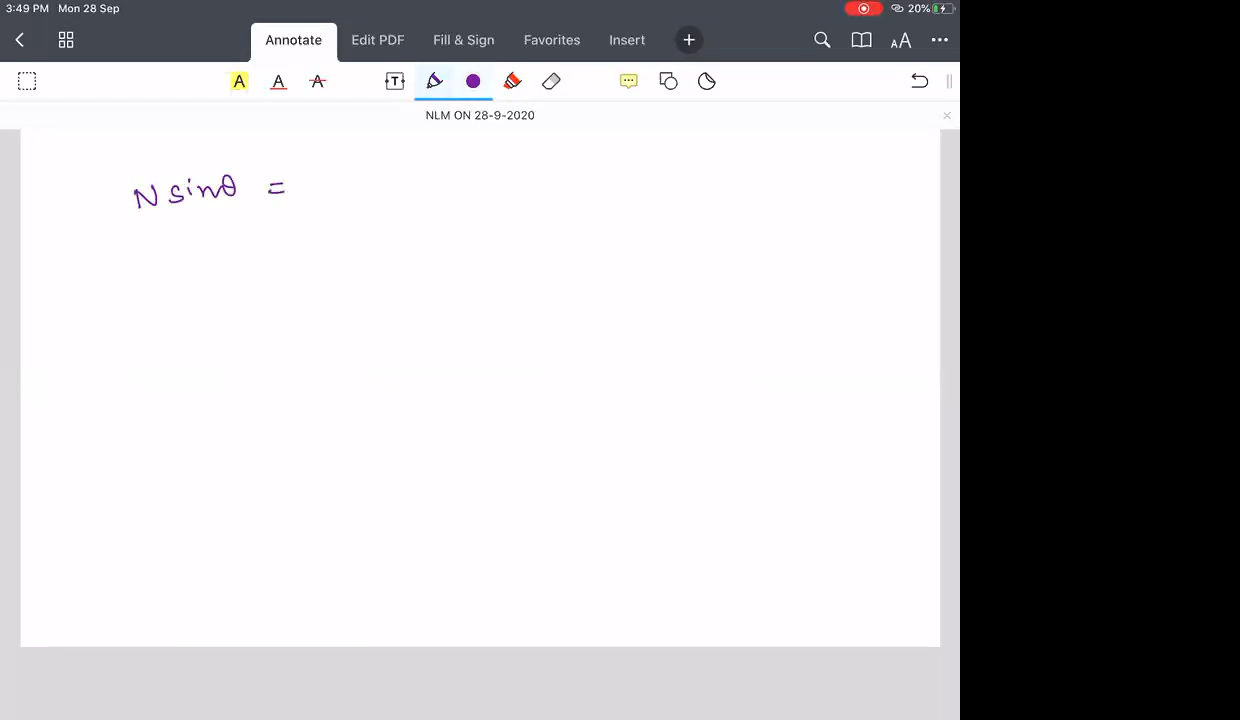 3:49 PM Mon 28 Sep 20%
Annotate Edit PDF Fill & Sign Favorites Insert
A A A T
NLM ON 28-9-2020
N sinθ =